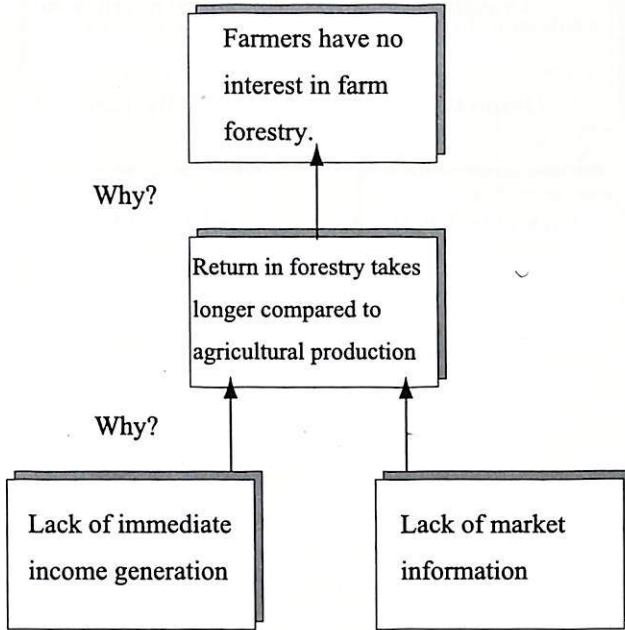 Farmers have no
interest in farm
forestry.
Why?
Return in forestry takes
longer compared to
agricultural production
Why?
Lack of immediate
income generation
Lack of market
information